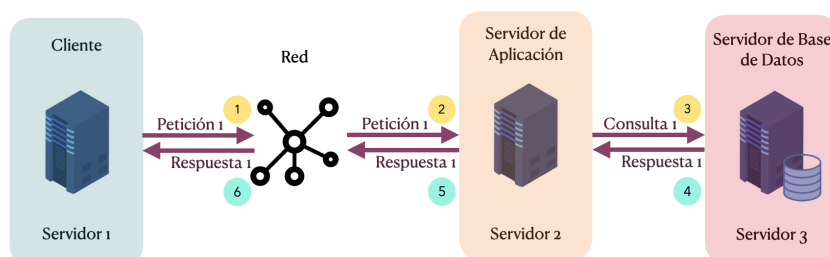 Cliente
Red
Servidor de
Aplicación
Servidor de Base
de Datos
1
2
3
Petición 1
Petición 1
Consulta 1
Respuesta 1
Respuesta 1
Respuesta 1
6
5
4
Servidor 1
Servidor 2
Servidor 3